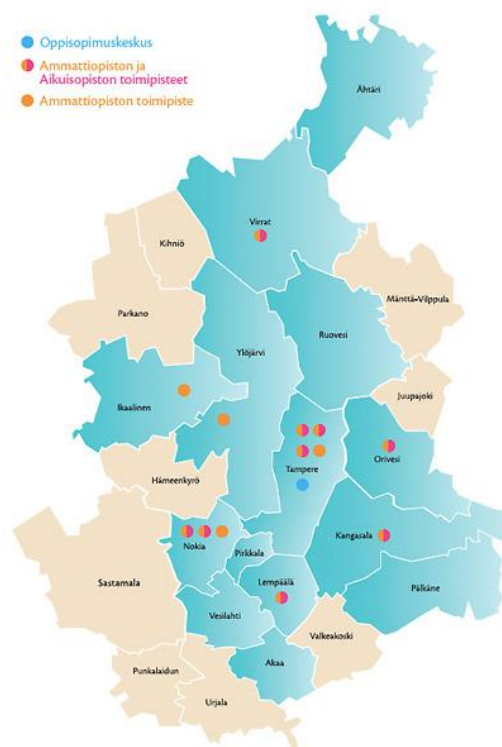 Oppisopimuskeskus
Ammattiopiston ja
Aikuisopiston toimipisteet
Ammattiopiston toimipiste
Ähtäri
Virrat
Kihniö
Mänttä-Vilppula
Parkano
Ruovesi
Ylöjärvi
Juupajoki
Ikaalinen
Orivesi
Tampere
Hämeenkyrö
Kangasala
Nokia
Pirkkala
Sastamala
Lempäälä
Pälkäne
Vesilahti
Valkeakoski
Akaa
Punkalaidun
Urjala